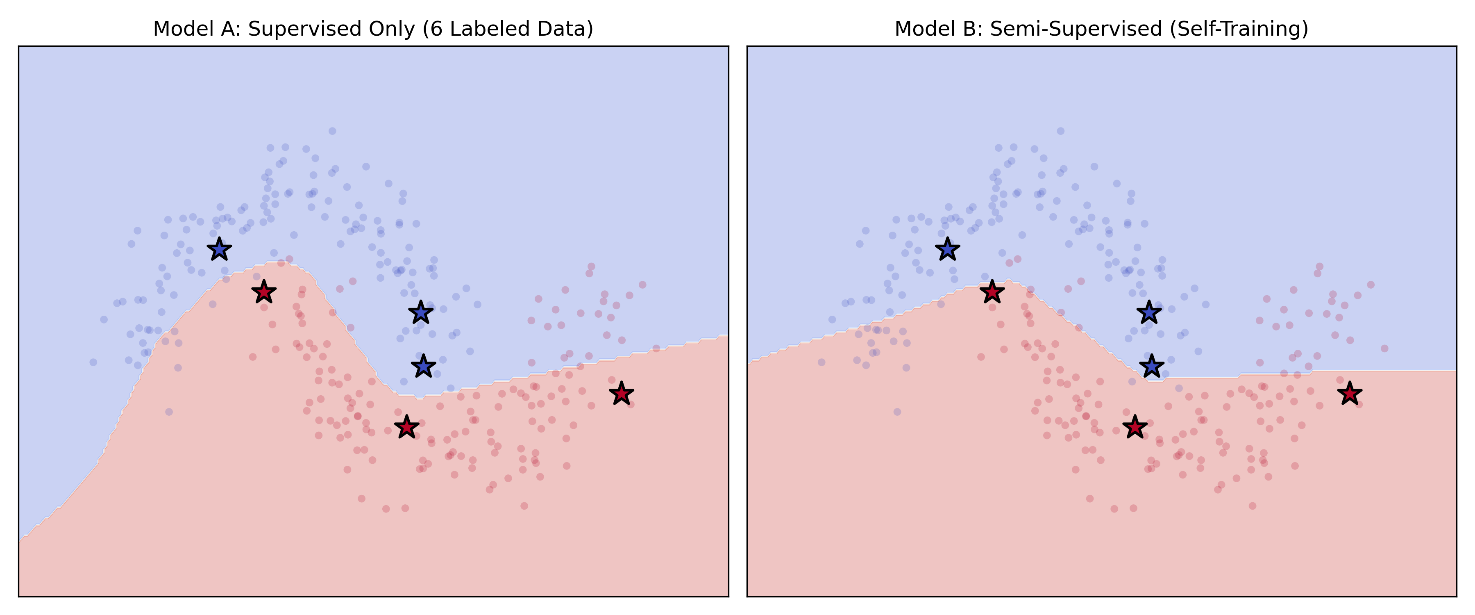 Model A: Supervised Only (6 Labeled Data)
Model B: Semi-Supervised (Self-Training)